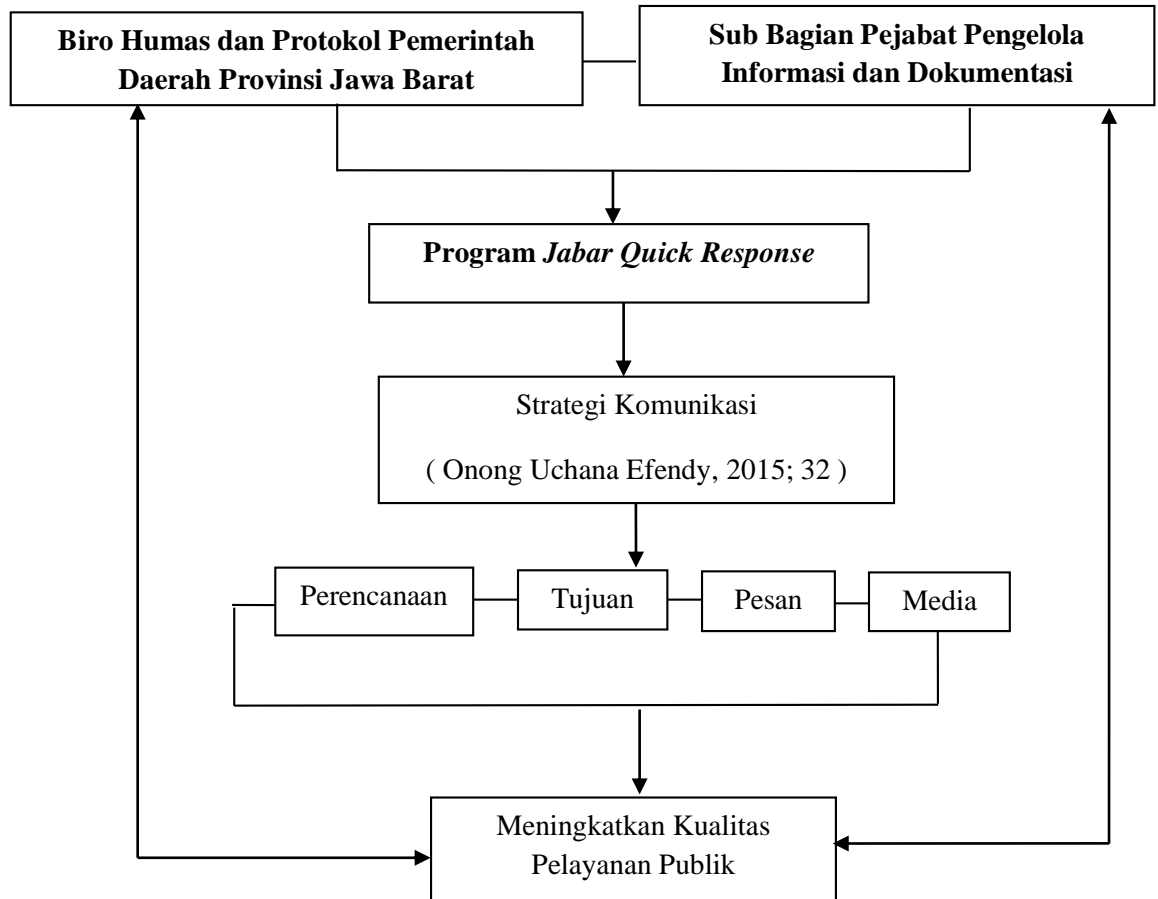 Biro Humas dan Protokol Pemerintah
Daerah Provinsi Jawa Barat
Sub Bagian Pejabat Pengelola
Informasi dan Dokumentasi
Program Jabar Quick Response
Strategi Komunikasi
( Onong Uchana Efendy, 2015; 32 )
Perencanaan
Tujuan
Pesan
Media
Meningkatkan Kualitas
Pelayanan Publik